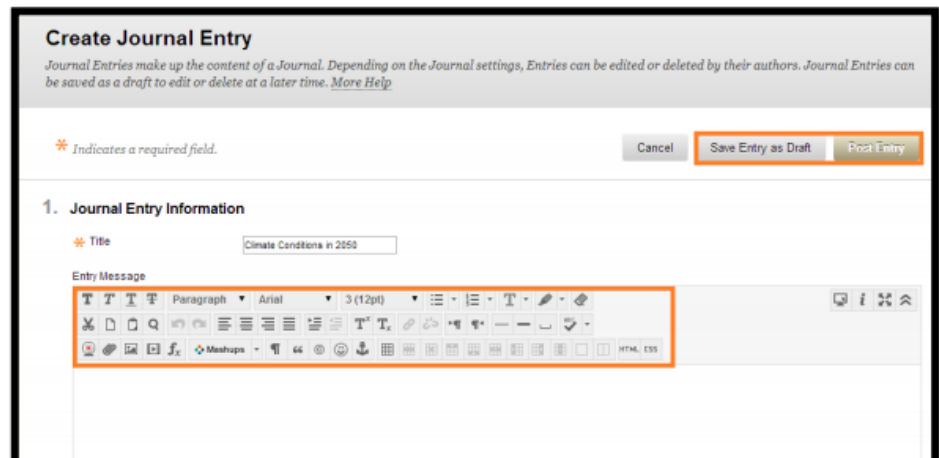 Create Journal Entry
Journal Entries make up the content of a Journal. Depending on the Journal settings, Entries can be edited or deleted by their authors. Journal Entries can
be saved as a draft to edit or delete at a later time. More Help
* Indicates a required field.
Cancel Save Entry as Draft Post Entry
1. Journal Entry Information
* Title Climate Conditions in 2050
Entry Message
T T T T Paragraph Arial 3 (12pt) T
Tx Tx
fx Mashups HTML CSS